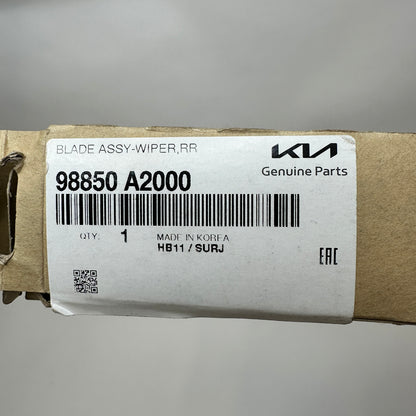 BLADE ASSY-WIPER,RR
KIA
Genuine Parts
98850 A2000
QTY: 1
MADE IN KOREA
HB11 / SURJ
EAC